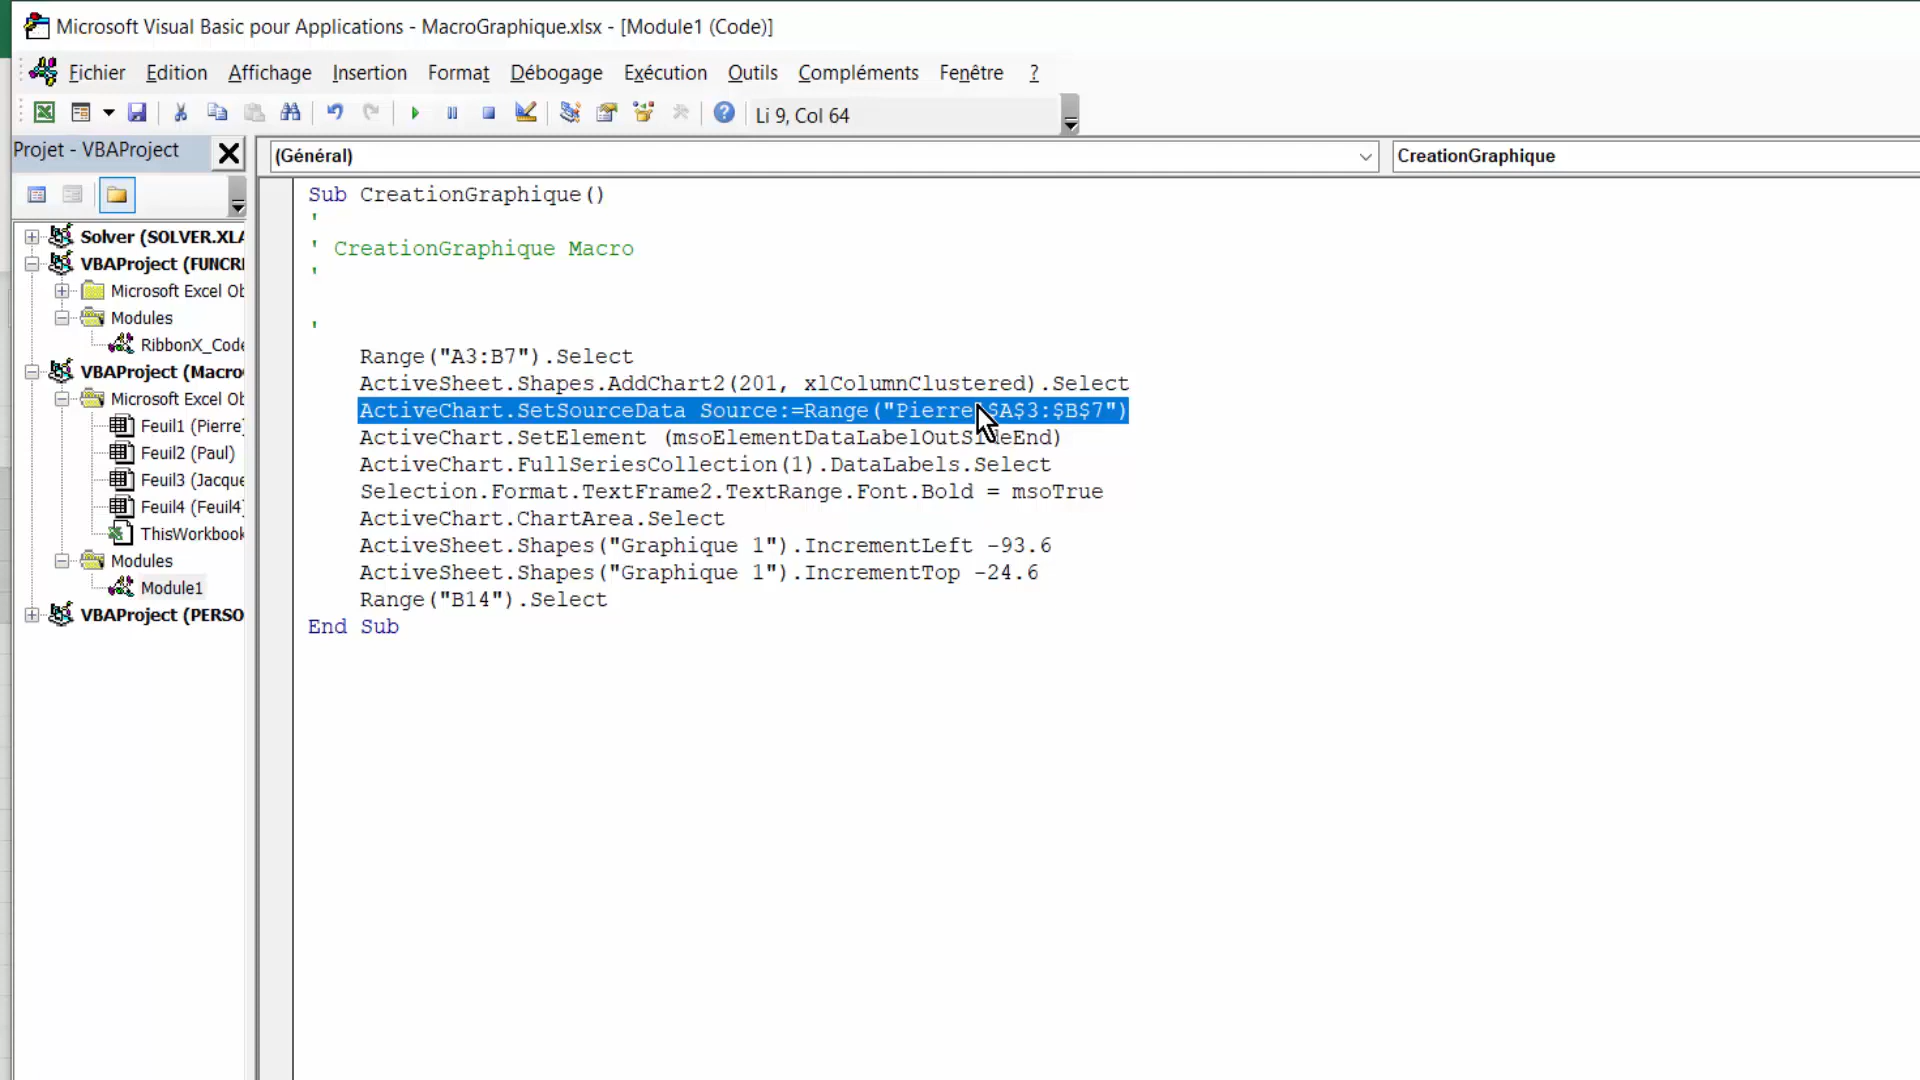 Microsoft Visual Basic pour Applications - MacroGraphique.xlsx - [Module1 (Code)]
Fichier Edition Affichage Insertion Format Débogage Exécution Outils Compléments Fenêtre ?
Li 9, Col 64
Projet - VBAProject
(Général)
CreationGraphique
Solver (SOLVER.XLA
VBAProject (FUNCRI
Microsoft Excel Ob
Modules
RibbonX_Code
VBAProject (Macro
Microsoft Excel Ob
Feuil1 (Pierre)
Feuil2 (Paul)
Feuil3 (Jacque
Feuil4 (Feuil4)
ThisWorkbook
Modules
Module1
VBAProject (PERSO
Sub CreationGraphique()
'
' CreationGraphique Macro
'
'
Range("A3:B7").Select
ActiveSheet.Shapes.AddChart2(201, xlColumnClustered).Select
ActiveChart.SetSourceData Source:=Range("Pierre $A$3:$B$7")
ActiveChart.SetElement (msoElementDataLabelOutSideEnd)
ActiveChart.FullSeriesCollection(1).DataLabels.Select
Selection.Format.TextFrame2.TextRange.Font.Bold = msoTrue
ActiveChart.ChartArea.Select
ActiveSheet.Shapes("Graphique 1").IncrementLeft -93.6
ActiveSheet.Shapes("Graphique 1").IncrementTop -24.6
Range("B14").Select
End Sub